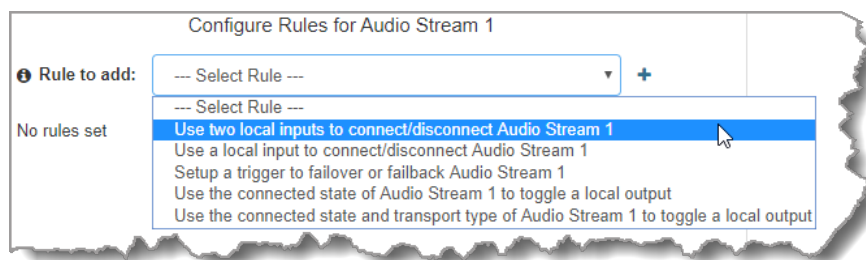 Configure Rules for Audio Stream 1
Rule to add: --- Select Rule ---
--- Select Rule ---
No rules set
Use two local inputs to connect/disconnect Audio Stream 1
Use a local input to connect/disconnect Audio Stream 1
Setup a trigger to failover or failback Audio Stream 1
Use the connected state of Audio Stream 1 to toggle a local output
Use the connected state and transport type of Audio Stream 1 to toggle a local output